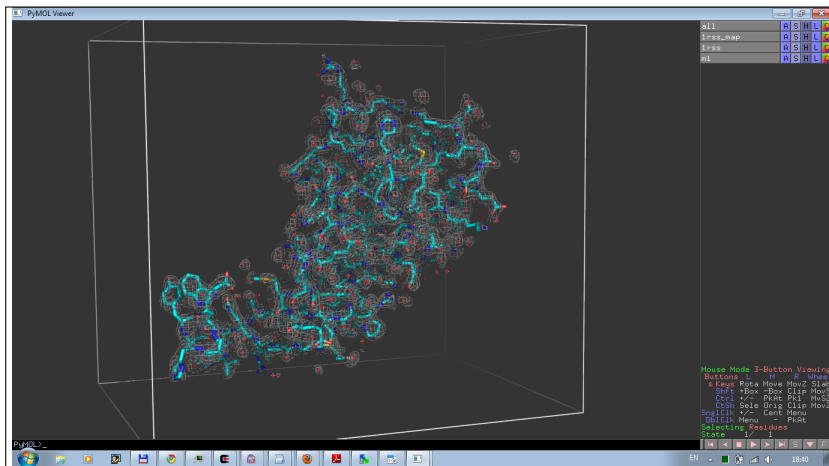 PyMOL Viewer
all A S H L C
1rss_map A S H L C
1rss A S H L C
m1 A S H L C
Mouse Mode 3-Button Viewing
Buttons L M R Wheel
& Keys Rota Move MovZ Slab
Shft +Box -Box Clip MovS
Ctrl +/- PkAt Pk1 MvSZ
CtSh Sele Orig Clip MovZ
SnglClk +/- Cent Menu
DblClk Menu - PkAt
Selecting Residues
State 1/ 1
S F
PyMOL>_
EN 18:40